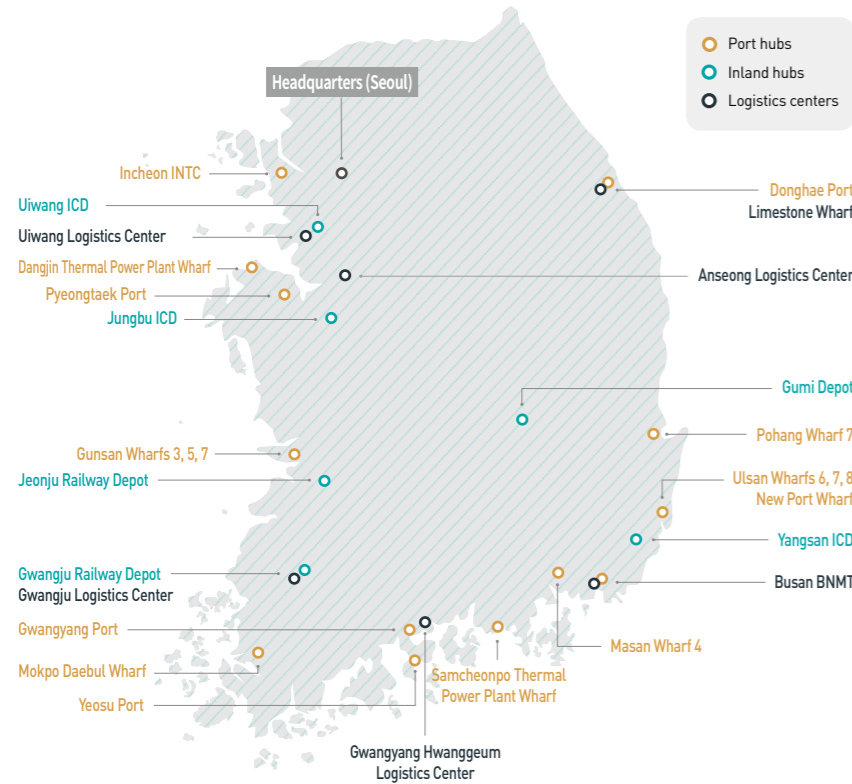 Port hubs
Inland hubs
Logistics centers
Headquarters (Seoul)
Incheon INTC
Uiwang ICD
Uiwang Logistics Center
Dangjin Thermal Power Plant Wharf
Pyeongtaek Port
Jungbu ICD
Gunsan Wharfs 3, 5, 7
Jeonju Railway Depot
Gwangju Railway Depot
Gwangju Logistics Center
Gwangyang Port
Mokpo Daebul Wharf
Yeosu Port
Gwangyang Hwanggeum
Logistics Center
Samcheonpo Thermal
Power Plant Wharf
Masan Wharf 4
Donghae Port
Limestone Wharf
Anseong Logistics Center
Gumi Depot
Pohang Wharf 7
Ulsan Wharfs 6, 7, 8
New Port Wharf
Yangsan ICD
Busan BNMT